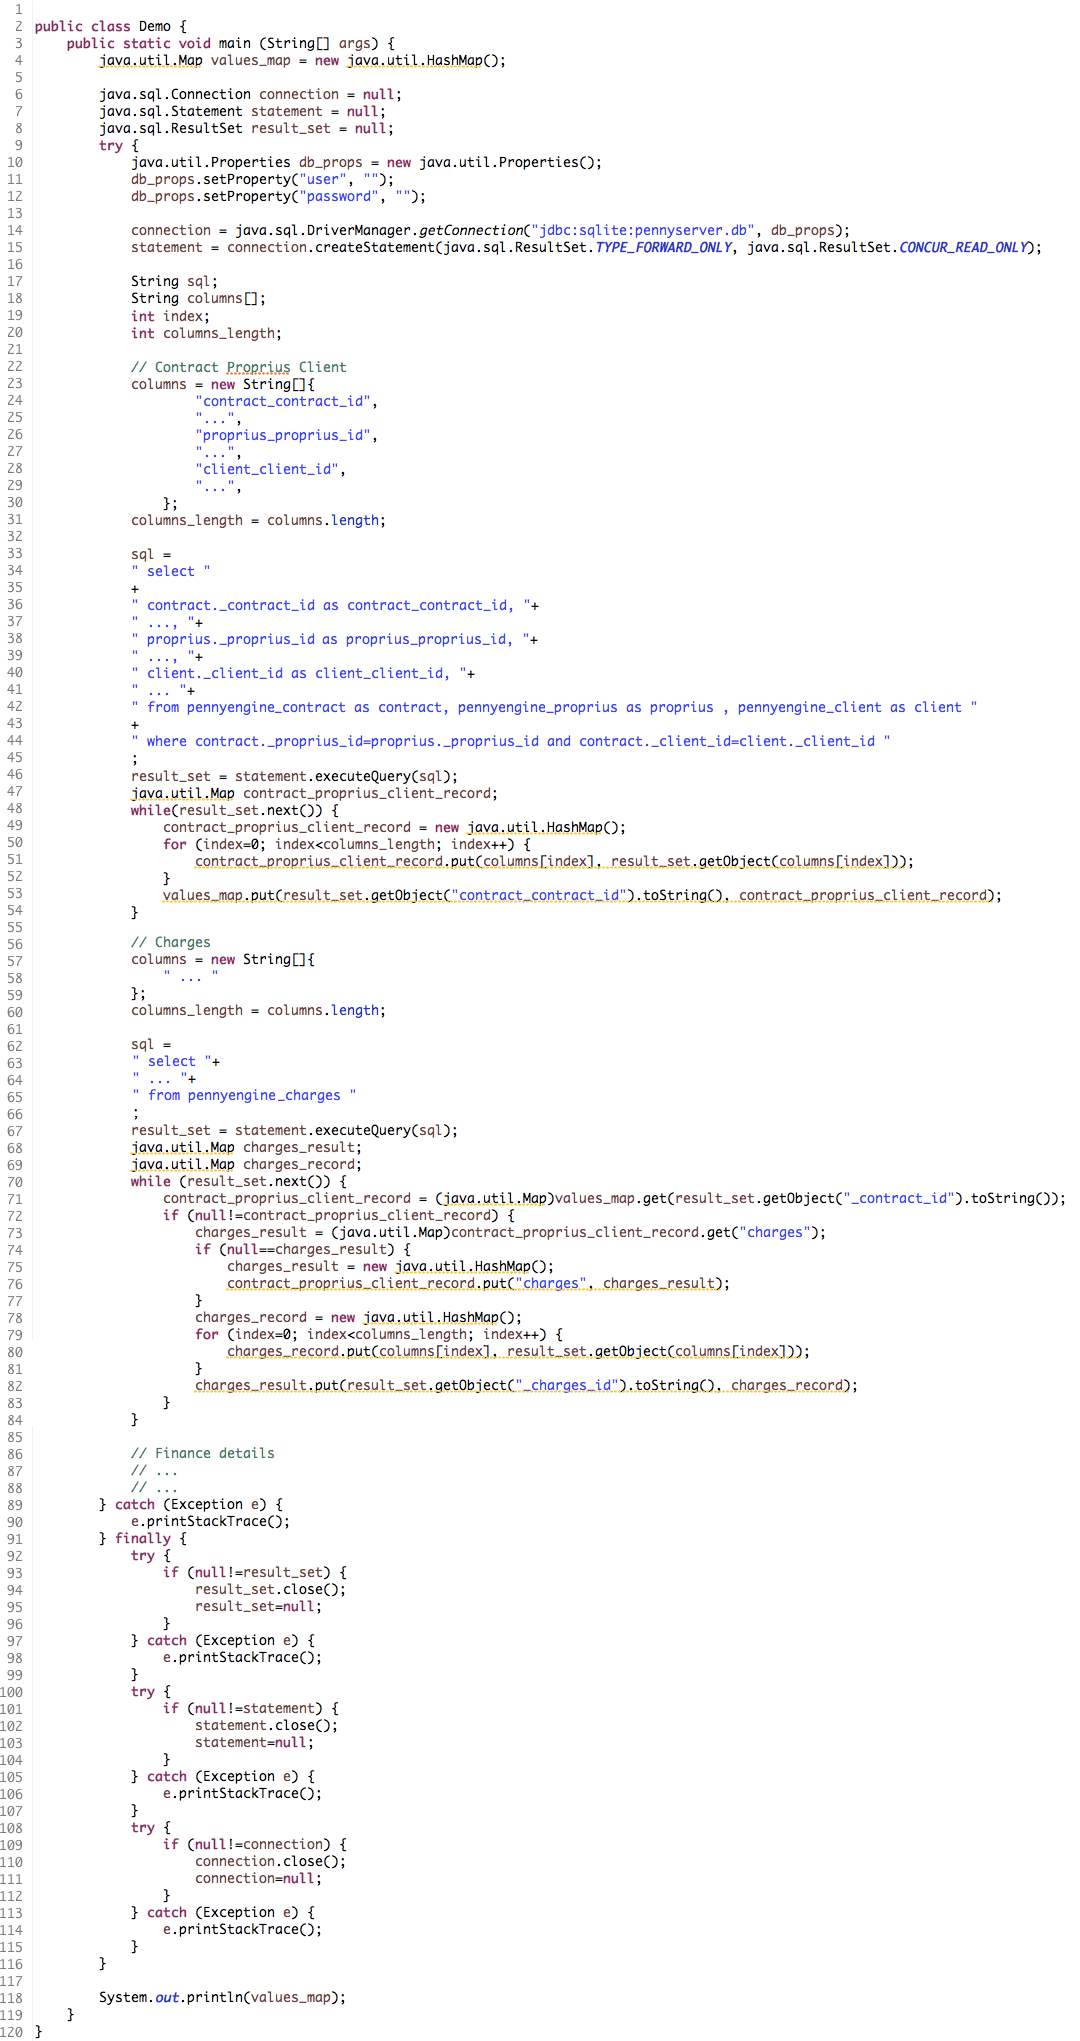 1
2 public class Demo {
3     public static void main (String[] args) {
4         java.util.Map values_map = new java.util.HashMap();
5
6         java.sql.Connection connection = null;
7         java.sql.Statement statement = null;
8         java.sql.ResultSet result_set = null;
9         try {
10             java.util.Properties db_props = new java.util.Properties();
11             db_props.setProperty("user", "");
12             db_props.setProperty("password", "");
13
14             connection = java.sql.DriverManager.getConnection("jdbc:sqlite:pennyserver.db", db_props);
15             statement = connection.createStatement(java.sql.ResultSet.TYPE_FORWARD_ONLY, java.sql.ResultSet.CONCUR_READ_ONLY);
16
17             String sql;
18             String columns[];
19             int index;
20             int columns_length;
21
22             // Contract Proprius Client
23             columns = new String[]{
24                     "contract_contract_id",
25                     "...",
26                     "proprius_proprius_id",
27                     "...",
28                     "client_client_id",
29                     "...",
30                 };
31             columns_length = columns.length;
32
33             sql =
34             " select "
35             +
36             " contract._contract_id as contract_contract_id, "+
37             " ..., "+
38             " proprius._proprius_id as proprius_proprius_id, "+
39             " ..., "+
40             " client._client_id as client_client_id, "+
41             " ... "+
42             " from pennyengine_contract as contract, pennyengine_proprius as proprius , pennyengine_client as client "
43             +
44             " where contract._proprius_id=proprius._proprius_id and contract._client_id=client._client_id "
45             ;
46             result_set = statement.executeQuery(sql);
47             java.util.Map contract_proprius_client_record;
48             while(result_set.next()) {
49                 contract_proprius_client_record = new java.util.HashMap();
50                 for (index=0; index<columns_length; index++) {
51                     contract_proprius_client_record.put(columns[index], result_set.getObject(columns[index]));
52                 }
53                 values_map.put(result_set.getObject("contract_contract_id").toString(), contract_proprius_client_record);
54             }
55
56             // Charges
57             columns = new String[]{
58                 " ... "
59             };
60             columns_length = columns.length;
61
62             sql =
63             " select "+
64             " ... "+
65             " from pennyengine_charges "
66             ;
67             result_set = statement.executeQuery(sql);
68             java.util.Map charges_result;
69             java.util.Map charges_record;
70             while (result_set.next()) {
71                 contract_proprius_client_record = (java.util.Map)values_map.get(result_set.getObject("_contract_id").toString());
72                 if (null!=contract_proprius_client_record) {
73                     charges_result = (java.util.Map)contract_proprius_client_record.get("charges");
74                     if (null==charges_result) {
75                         charges_result = new java.util.HashMap();
76                         contract_proprius_client_record.put("charges", charges_result);
77                     }
78                     charges_record = new java.util.HashMap();
79                     for (index=0; index<columns_length; index++) {
80                         charges_record.put(columns[index], result_set.getObject(columns[index]));
81                     }
82                     charges_result.put(result_set.getObject("_charges_id").toString(), charges_record);
83                 }
84             }
85
86             // Finance details
87             // ...
88             // ...
89         } catch (Exception e) {
90             e.printStackTrace();
91         } finally {
92             try {
93                 if (null!=result_set) {
94                     result_set.close();
95                     result_set=null;
96                 }
97             } catch (Exception e) {
98                 e.printStackTrace();
99             }
100             try {
101                 if (null!=statement) {
102                     statement.close();
103                     statement=null;
104                 }
105             } catch (Exception e) {
106                 e.printStackTrace();
107             }
108             try {
109                 if (null!=connection) {
110                     connection.close();
111                     connection=null;
112                 }
113             } catch (Exception e) {
114                 e.printStackTrace();
115             }
116         }
117
118         System.out.println(values_map);
119     }
120 }